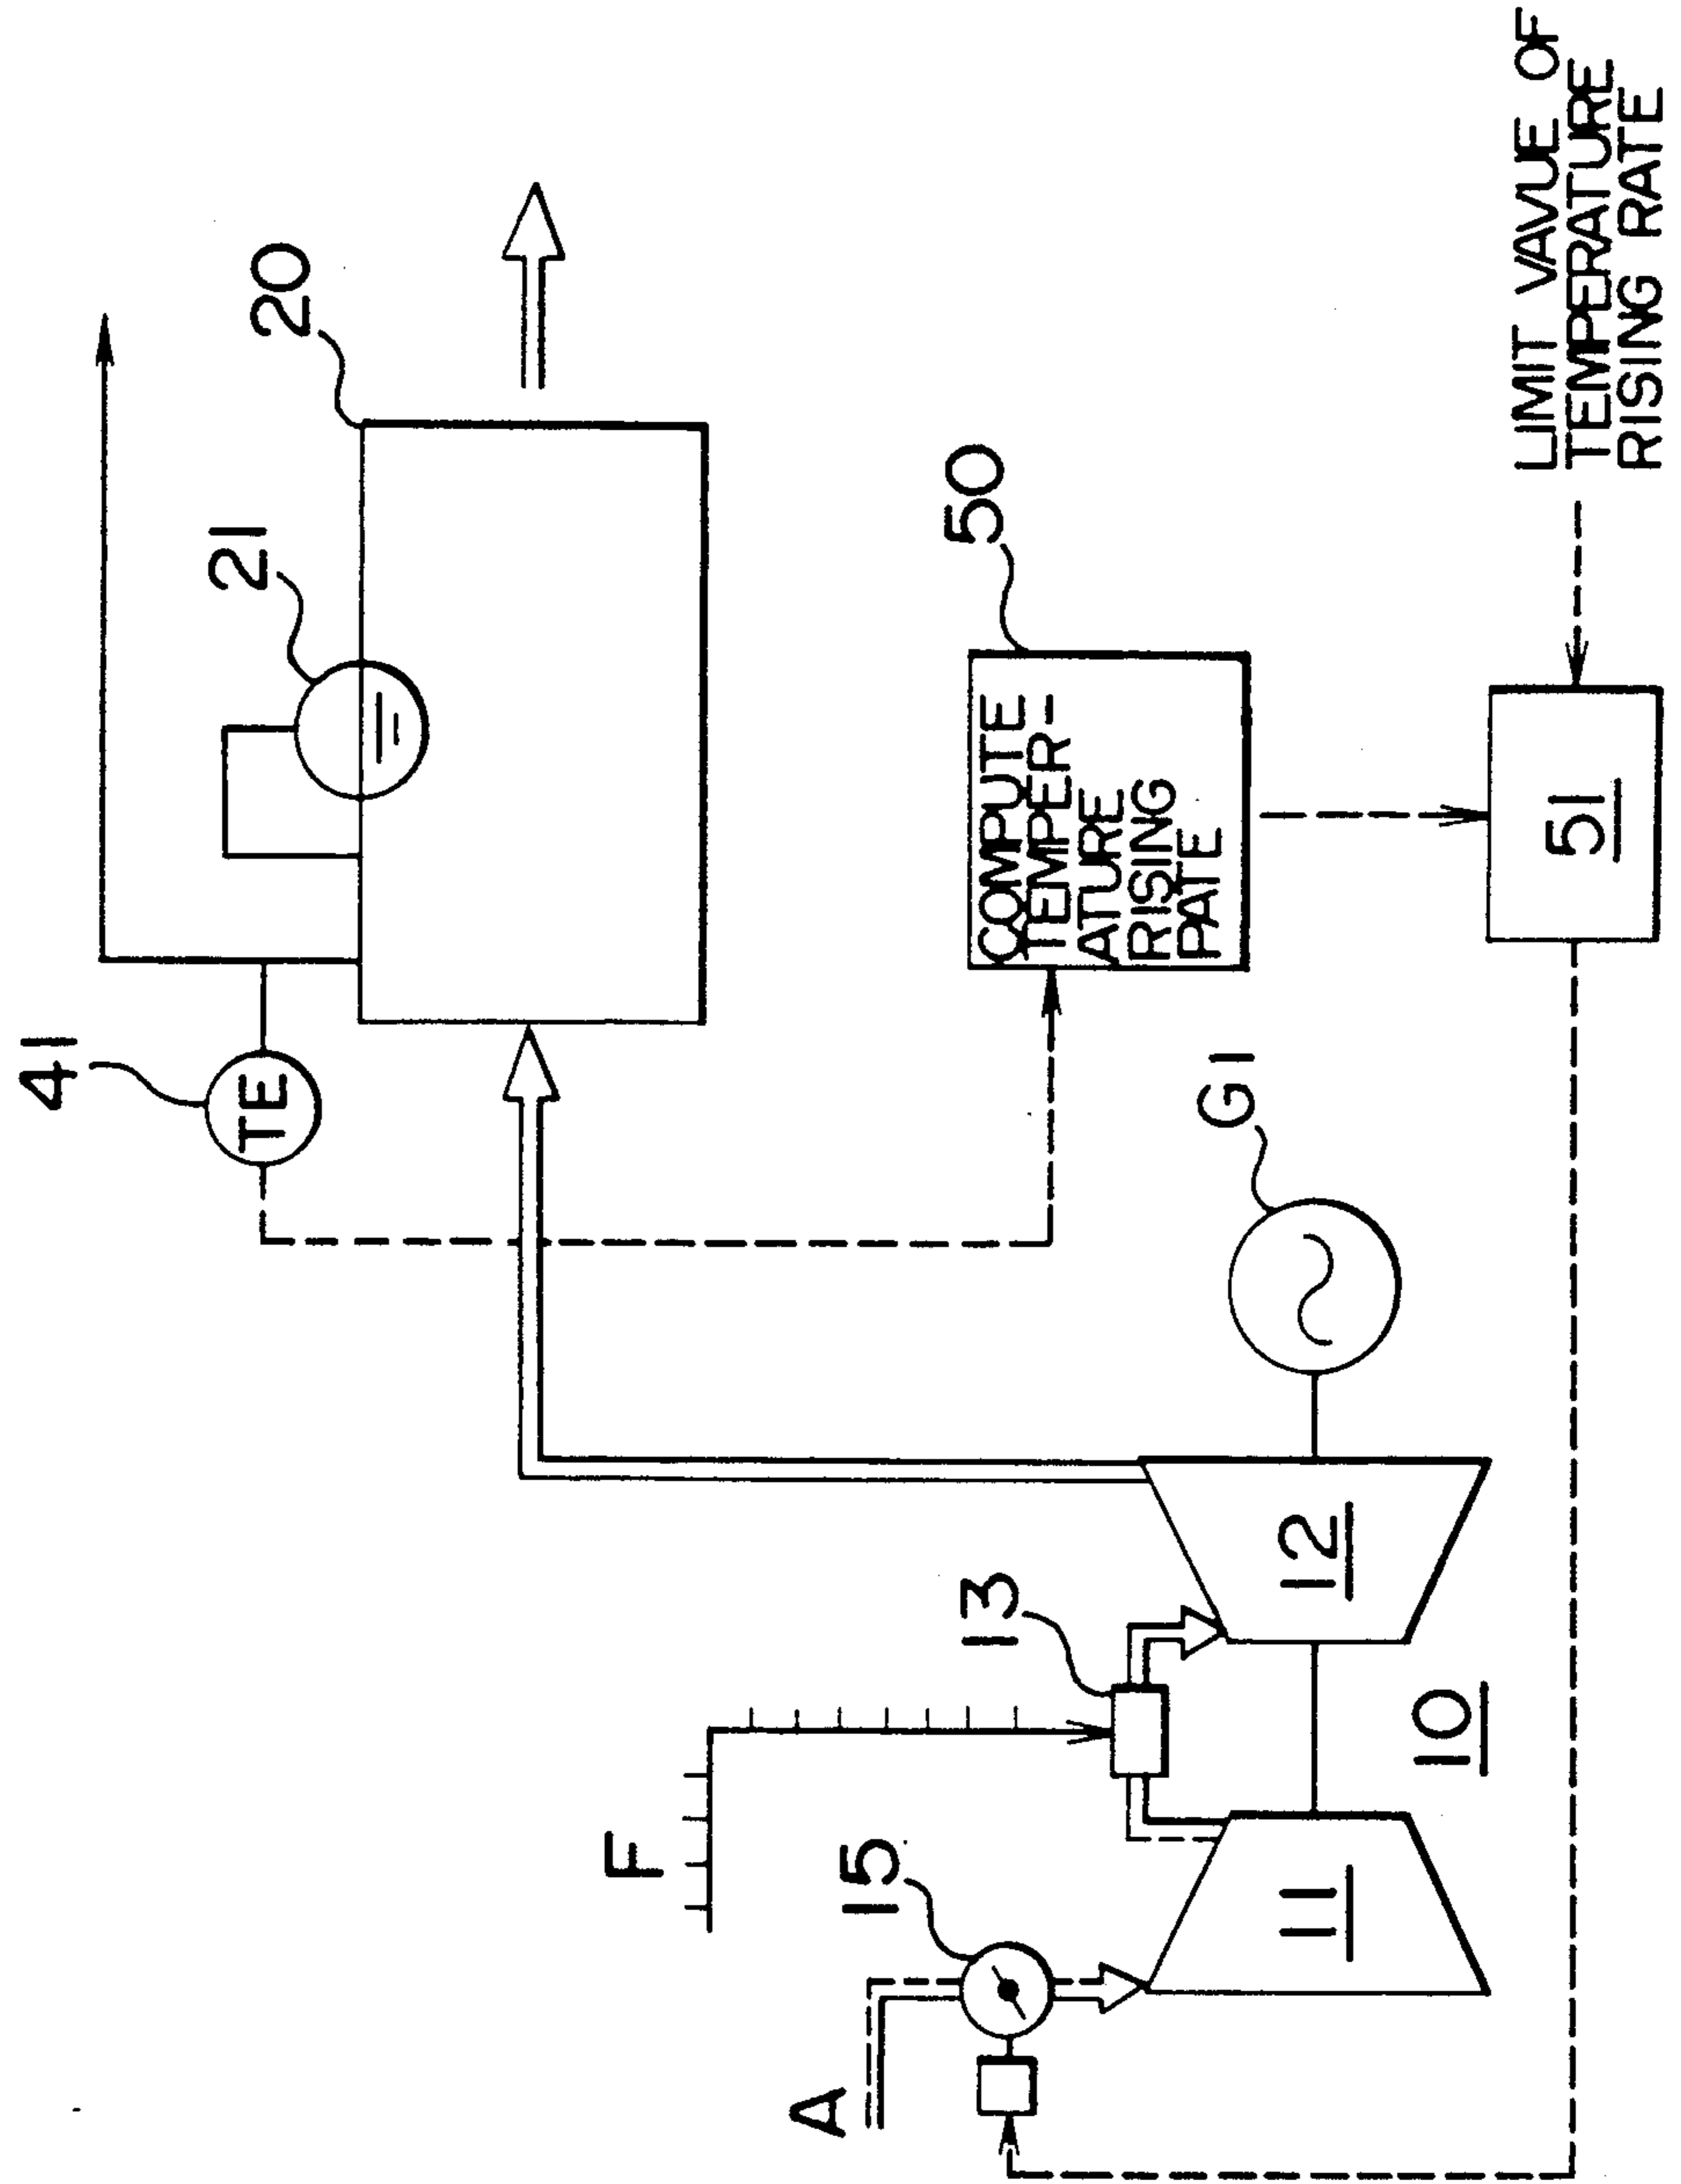 41
TE
21
20
F
A
15
13
11
10
12
G1
50
COMPUTE
TEMPER-
ATURE
RISING
PATE
51
LIMIT VAVUE OF
TEMPERATURE
RISING RATE